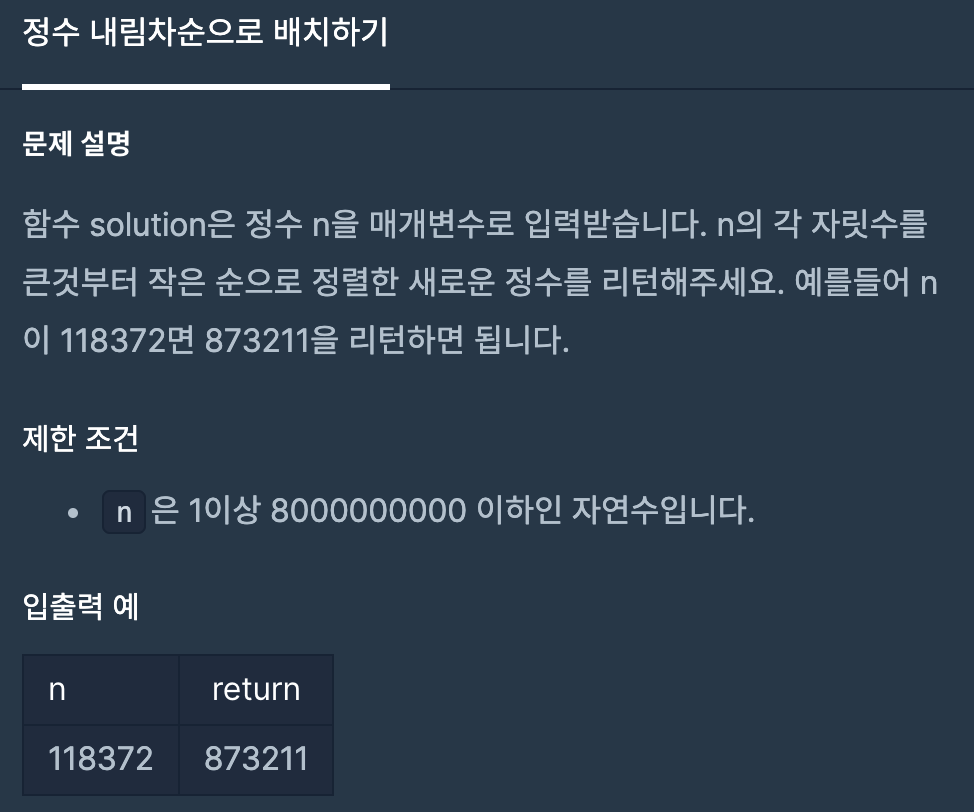 정수 내림차순으로 배치하기
문제 설명
함수 solution은 정수 n을 매개변수로 입력받습니다. n의 각 자릿수를
큰것부터 작은 순으로 정렬한 새로운 정수를 리턴해주세요. 예를들어 n
이 118372면 873211을 리턴하면 됩니다.
제한 조건
• n 은 1이상 8000000000 이하인 자연수입니다.
입출력 예
n return
118372 873211